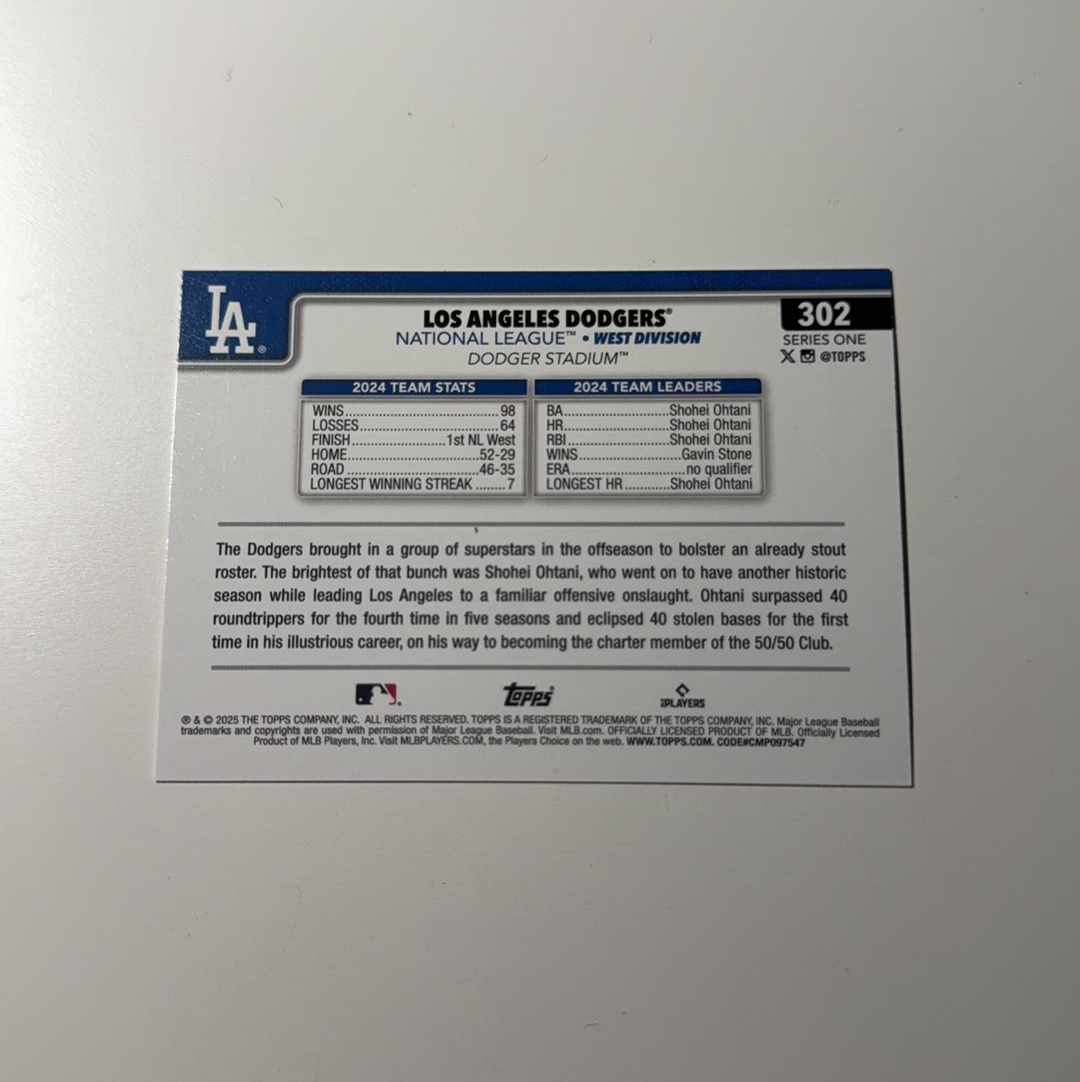 LA®
LOS ANGELES DODGERS®
302
NATIONAL LEAGUE™ • WEST DIVISION
SERIES ONE
DODGER STADIUM™
X @TOPPS
2024 TEAM STATS
WINS..........98
LOSSES..........64
FINISH..........1st NL West
HOME..........52-29
ROAD..........46-35
LONGEST WINNING STREAK ........7
2024 TEAM LEADERS
BA..........Shohei Ohtani
HR..........Shohei Ohtani
RBI..........Shohei Ohtani
WINS..........Gavin Stone
ERA..........no qualifier
LONGEST HR..........Shohei Ohtani
The Dodgers brought in a group of superstars in the offseason to bolster an already stout
roster. The brightest of that bunch was Shohei Ohtani, who went on to have another historic
season while leading Los Angeles to a familiar offensive onslaught. Ohtani surpassed 40
roundtrippers for the fourth time in five seasons and eclipsed 40 stolen bases for the first
time in his illustrious career, on his way to becoming the charter member of the 50/50 Club.
Topps®
PLAYERS
® & © 2025 THE TOPPS COMPANY, INC. ALL RIGHTS RESERVED. TOPPS IS A REGISTERED TRADEMARK OF THE TOPPS COMPANY, INC. Major League Baseball
trademarks and copyrights are used with permission of Major League Baseball. Visit MLB.com. OFFICIALLY LICENSED PRODUCT OF MLB. Officially Licensed
Product of MLB Players, Inc. Visit MLBPLAYERS.COM, the Players Choice on the web. WWW.TOPPS.COM. CODE#CMP097547